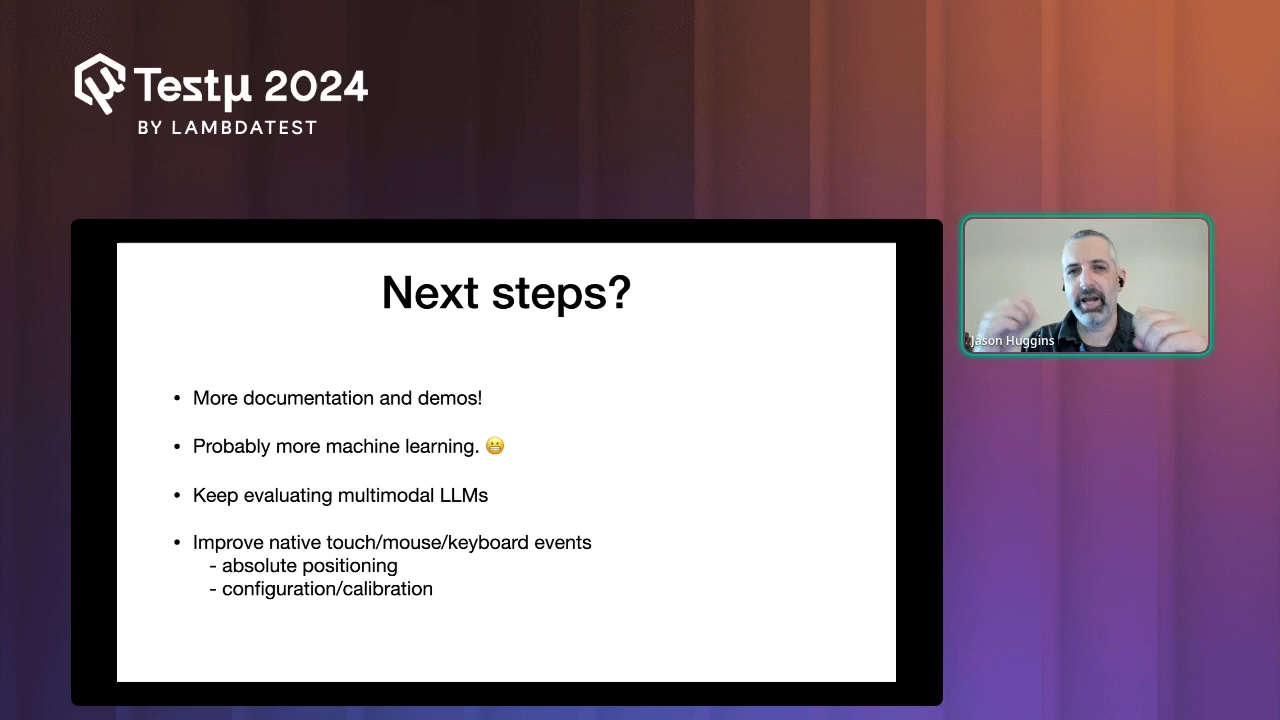 Testμ 2024
BY LAMBDATEST
Next steps?
• More documentation and demos!
• Probably more machine learning. 😬
• Keep evaluating multimodal LLMs
• Improve native touch/mouse/keyboard events
- absolute positioning
- configuration/calibration
Jason Huggins